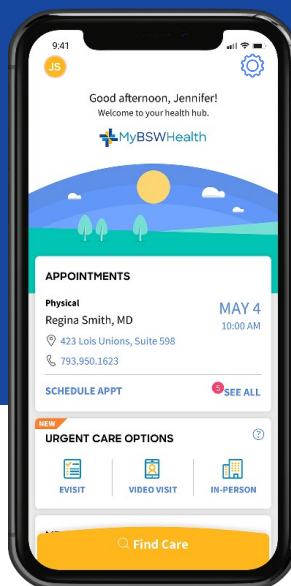 9:41
JS
Good afternoon, Jennifer!
Welcome to your health hub.
MyBSWHealth
APPOINTMENTS
Physical
Regina Smith, MD
MAY 4
10:00 AM
423 Lois Unions, Suite 598
793.950.1623
SCHEDULE APPT
5
SEE ALL
NEW
URGENT CARE OPTIONS
?
EVISIT
VIDEO VISIT
IN-PERSON
Find Care